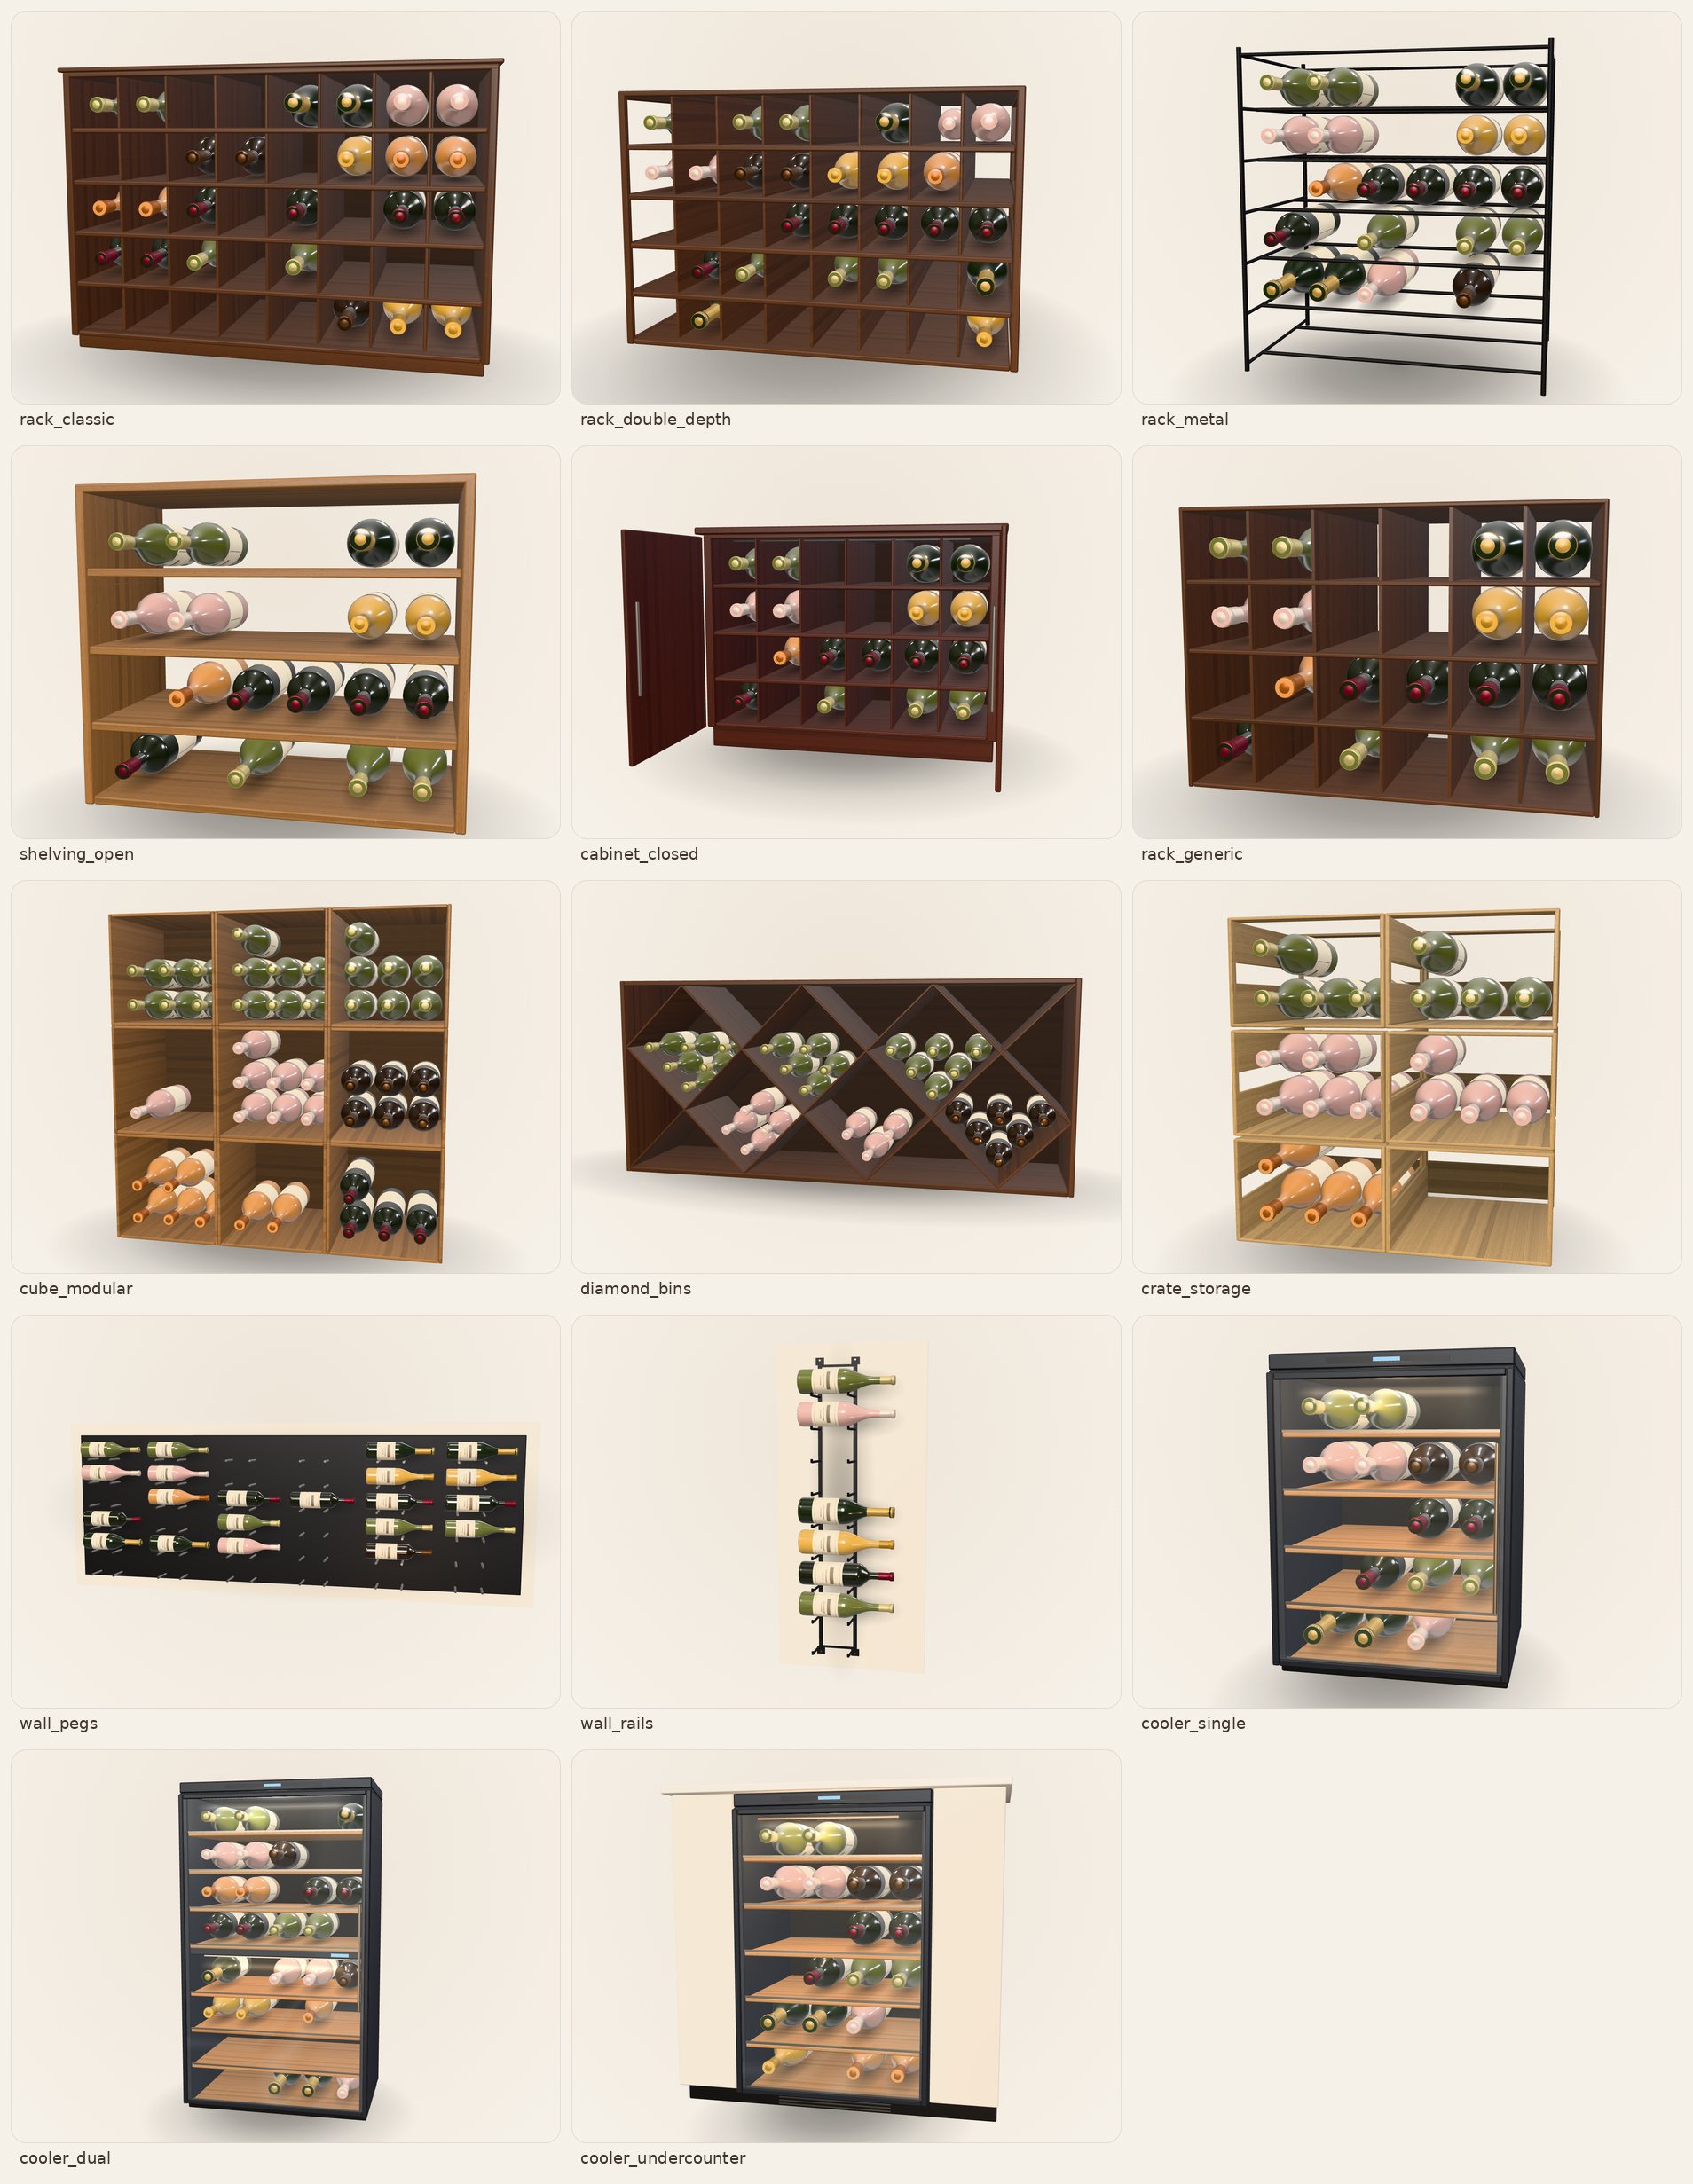 rack_classic
rack_double_depth
rack_metal
shelving_open
cabinet_closed
rack_generic
cube_modular
diamond_bins
crate_storage
wall_pegs
wall_rails
cooler_single
cooler_dual
cooler_undercounter